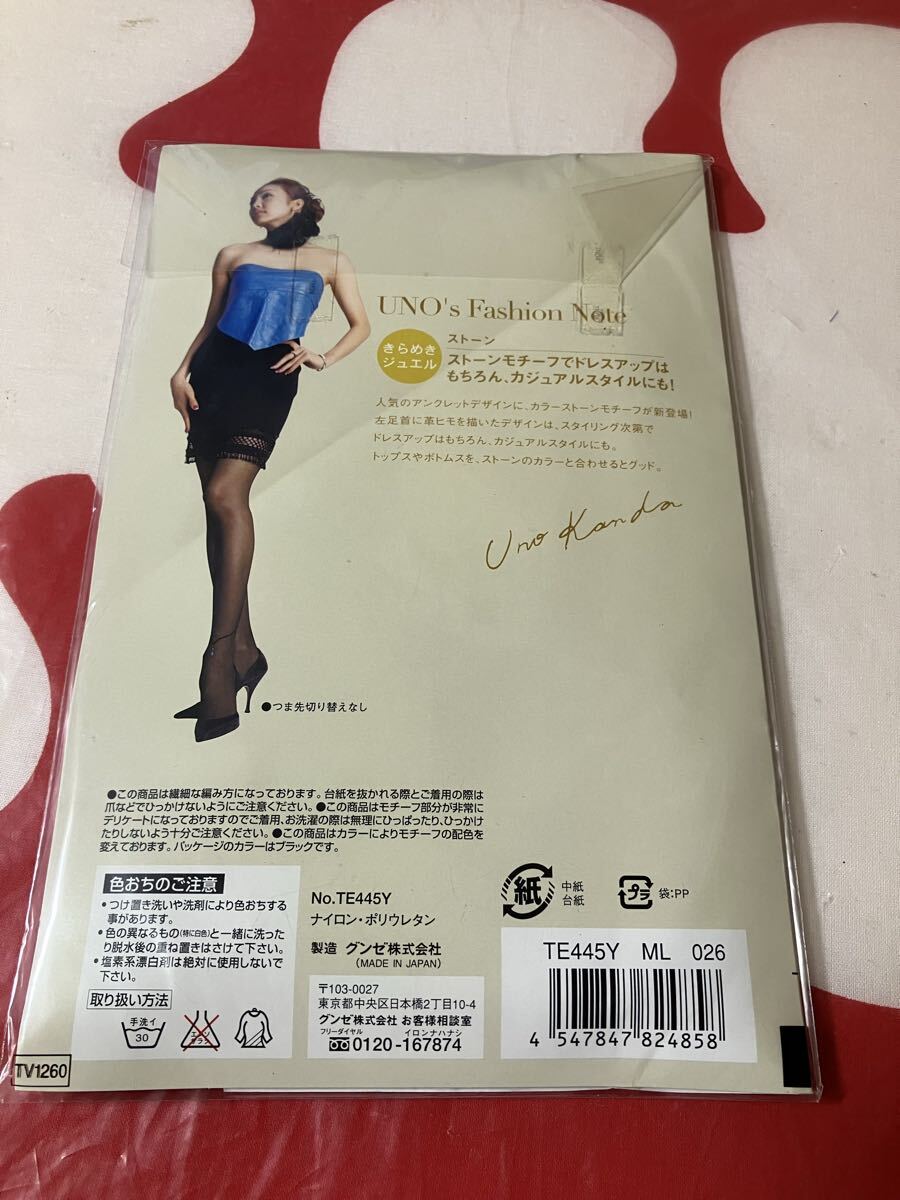 UNO's Fashion Note
きらめき
ジュエル
ストーン
ストーンモチーフでドレスアップは
もちろん、カジュアルスタイルにも!
人気のアンクレットデザインに、カラーストーンモチーフが新登場!
左足首に革ヒモを描いたデザインは、スタイリング次第で
ドレスアップはもちろん、カジュアルスタイルにも。
トップスやボトムスを、ストーンのカラーと合わせるとグッド。
Uno Kanda
●つま先切り替えなし
●この商品は繊細な編み方になっております。台紙を抜かれる際とご着用の際は
爪などでひっかけないようにご注意ください。●この商品はモチーフ部分が非常に
デリケートになっておりますのでご着用、お洗濯の際は無理にひっぱったり、ひっかけ
たりしないよう十分ご注意ください。●この商品はカラーによりモチーフの配色を
変えております。パッケージのカラーはブラックです。
色おちのご注意
•つけ置き洗いや洗剤により色おちする
事があります。
•色の異なるもの(特に白色)と一緒に洗った
り脱水後の重ね置きはさけて下さい。
•塩素系漂白剤は絶対に使用しないで
下さい。
取り扱い方法
手洗イ
30
エンソ
サラシ
No.TE445Y
ナイロン・ポリウレタン
製造 グンゼ株式会社
(MADE IN JAPAN)
〒103-0027
東京都中央区日本橋2丁目10-4
グンゼ株式会社 お客様相談室
フリーダイヤル イロンナハナシ
0120-167874
紙
中紙
台紙
プラ
袋:PP
TE445Y ML 026
4 547847 824858
TV1260